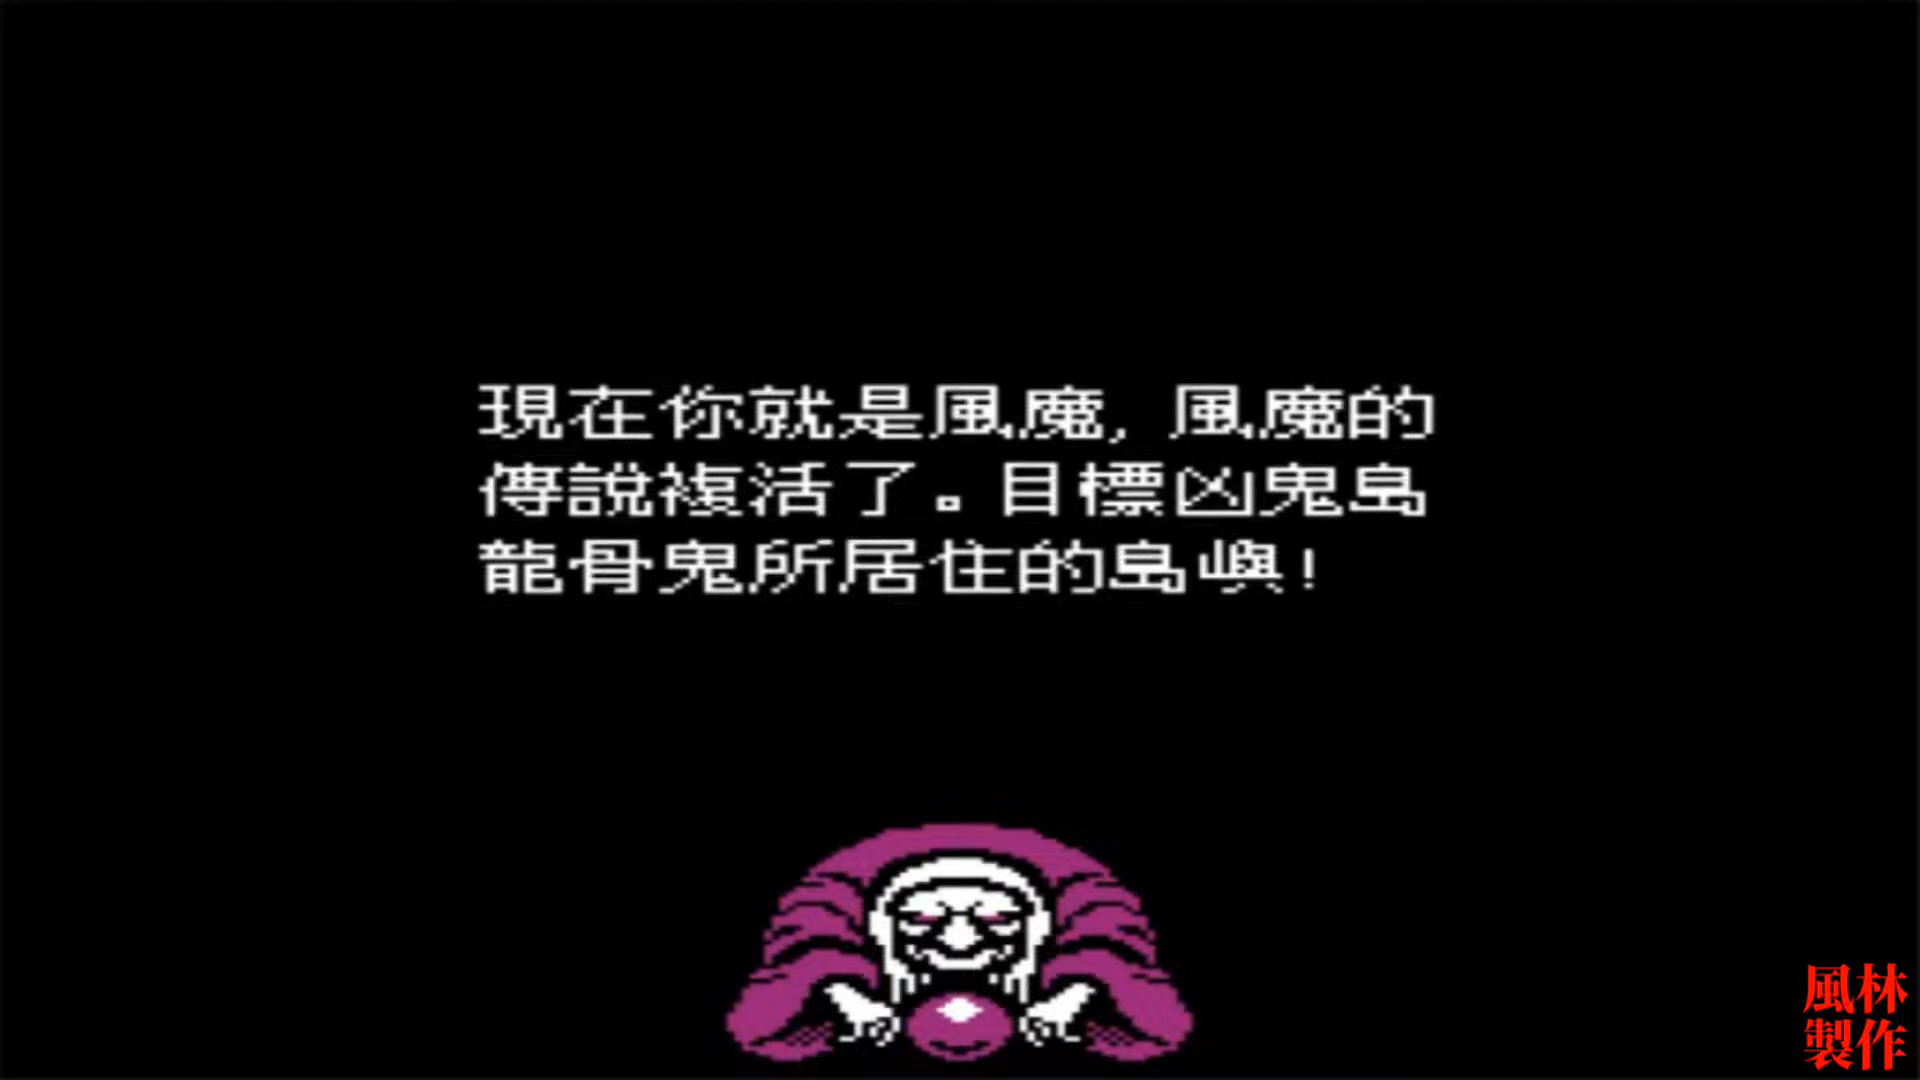 現在你就是風魔, 風魔的
傳說複活了。目標凶鬼島
龍骨鬼所居住的島嶼!
風林
製作